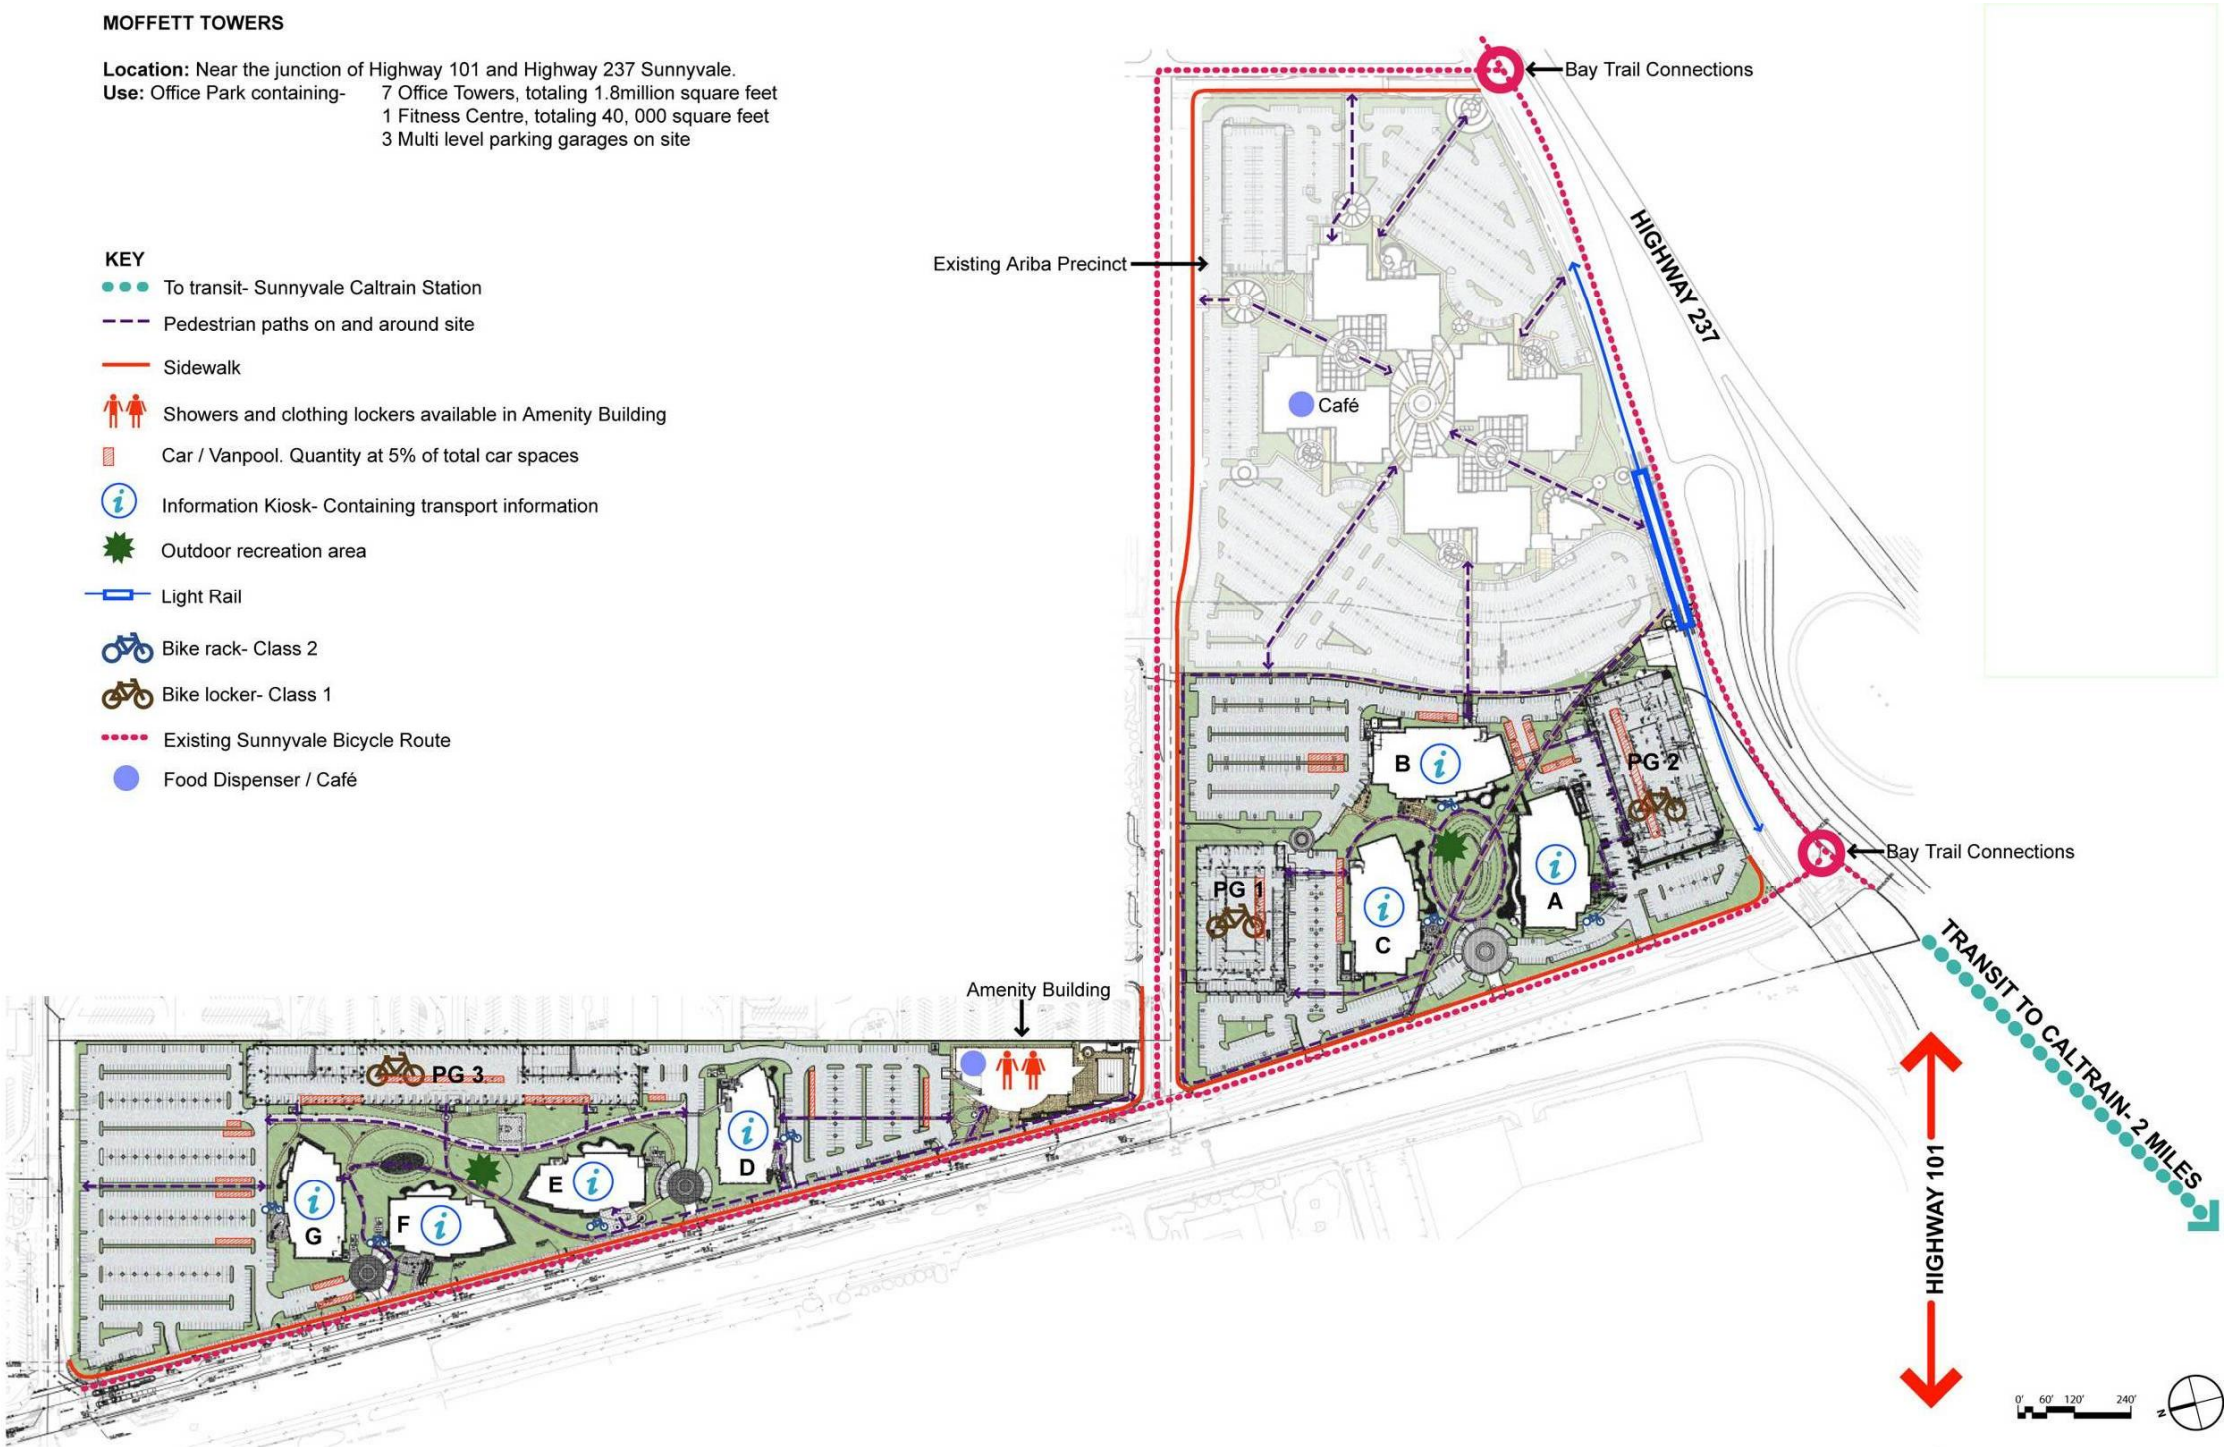 MOFFETT TOWERS
Location: Near the junction of Highway 101 and Highway 237 Sunnyvale.
Use: Office Park containing- 7 Office Towers, totaling 1.8million square feet
1 Fitness Centre, totaling 40, 000 square feet
3 Multi level parking garages on site
KEY
To transit- Sunnyvale Caltrain Station
Pedestrian paths on and around site
Sidewalk
Showers and clothing lockers available in Amenity Building
Car / Vanpool. Quantity at 5% of total car spaces
i Information Kiosk- Containing transport information
Outdoor recreation area
Light Rail
Bike rack- Class 2
Bike locker- Class 1
Existing Sunnyvale Bicycle Route
Food Dispenser / Café
Bay Trail Connections
HIGHWAY 237
Existing Ariba Precinct
Café
B i
PG 2
PG 1
i
C
i
A
Bay Trail Connections
TRANSIT TO CALTRAIN- 2 MILES
HIGHWAY 101
Amenity Building
PG 3
i
D
E i
i
G
F i
0' 60' 120' 240'
N